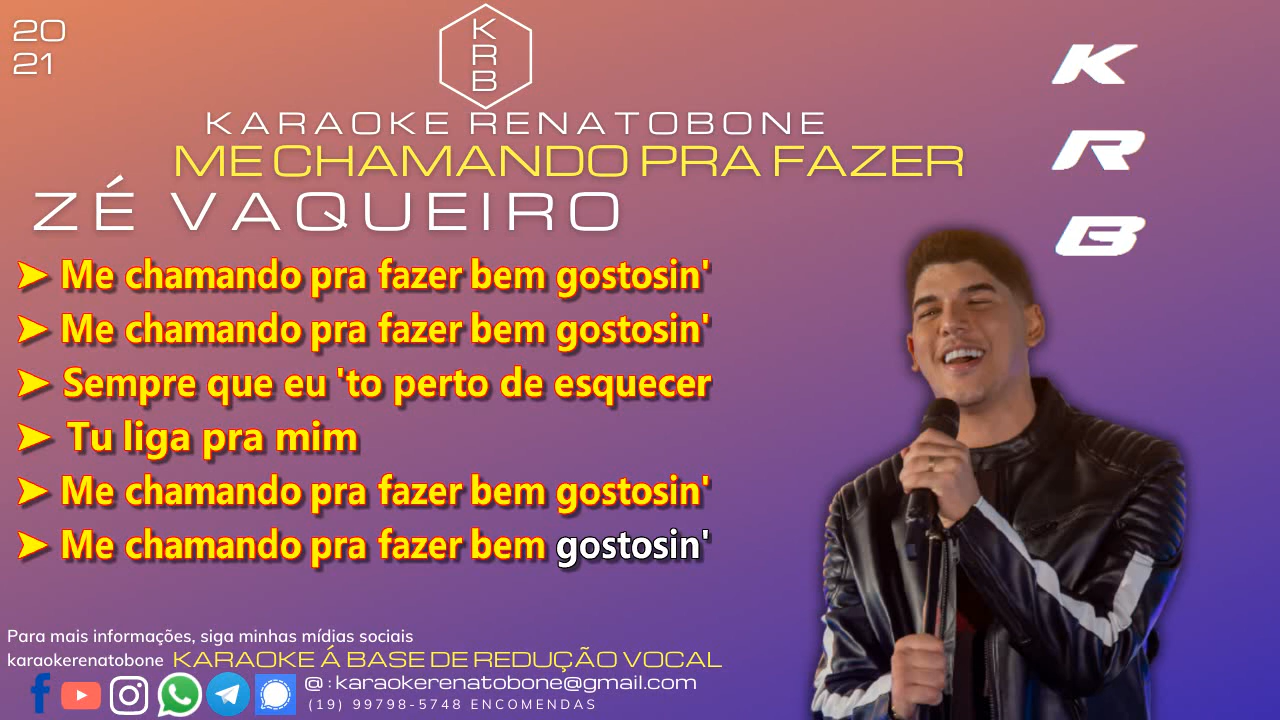 20
21
K
R
B
KARAOKE RENATOBONE
ME CHAMANDO PRA FAZER
ZÉ VAQUEIRO
K
R
B
➤ Me chamando pra fazer bem gostosin'
➤ Me chamando pra fazer bem gostosin'
➤ Sempre que eu 'to perto de esquecer
➤ Tu liga pra mim
➤ Me chamando pra fazer bem gostosin'
➤ Me chamando pra fazer bem gostosin'
Para mais informações, siga minhas mídias sociais
karaokerenatobone KARAOKE Á BASE DE REDUÇÃO VOCAL
@:karaokerenatobone@gmail.com
(19) 99798-5748 ENCOMENDAS